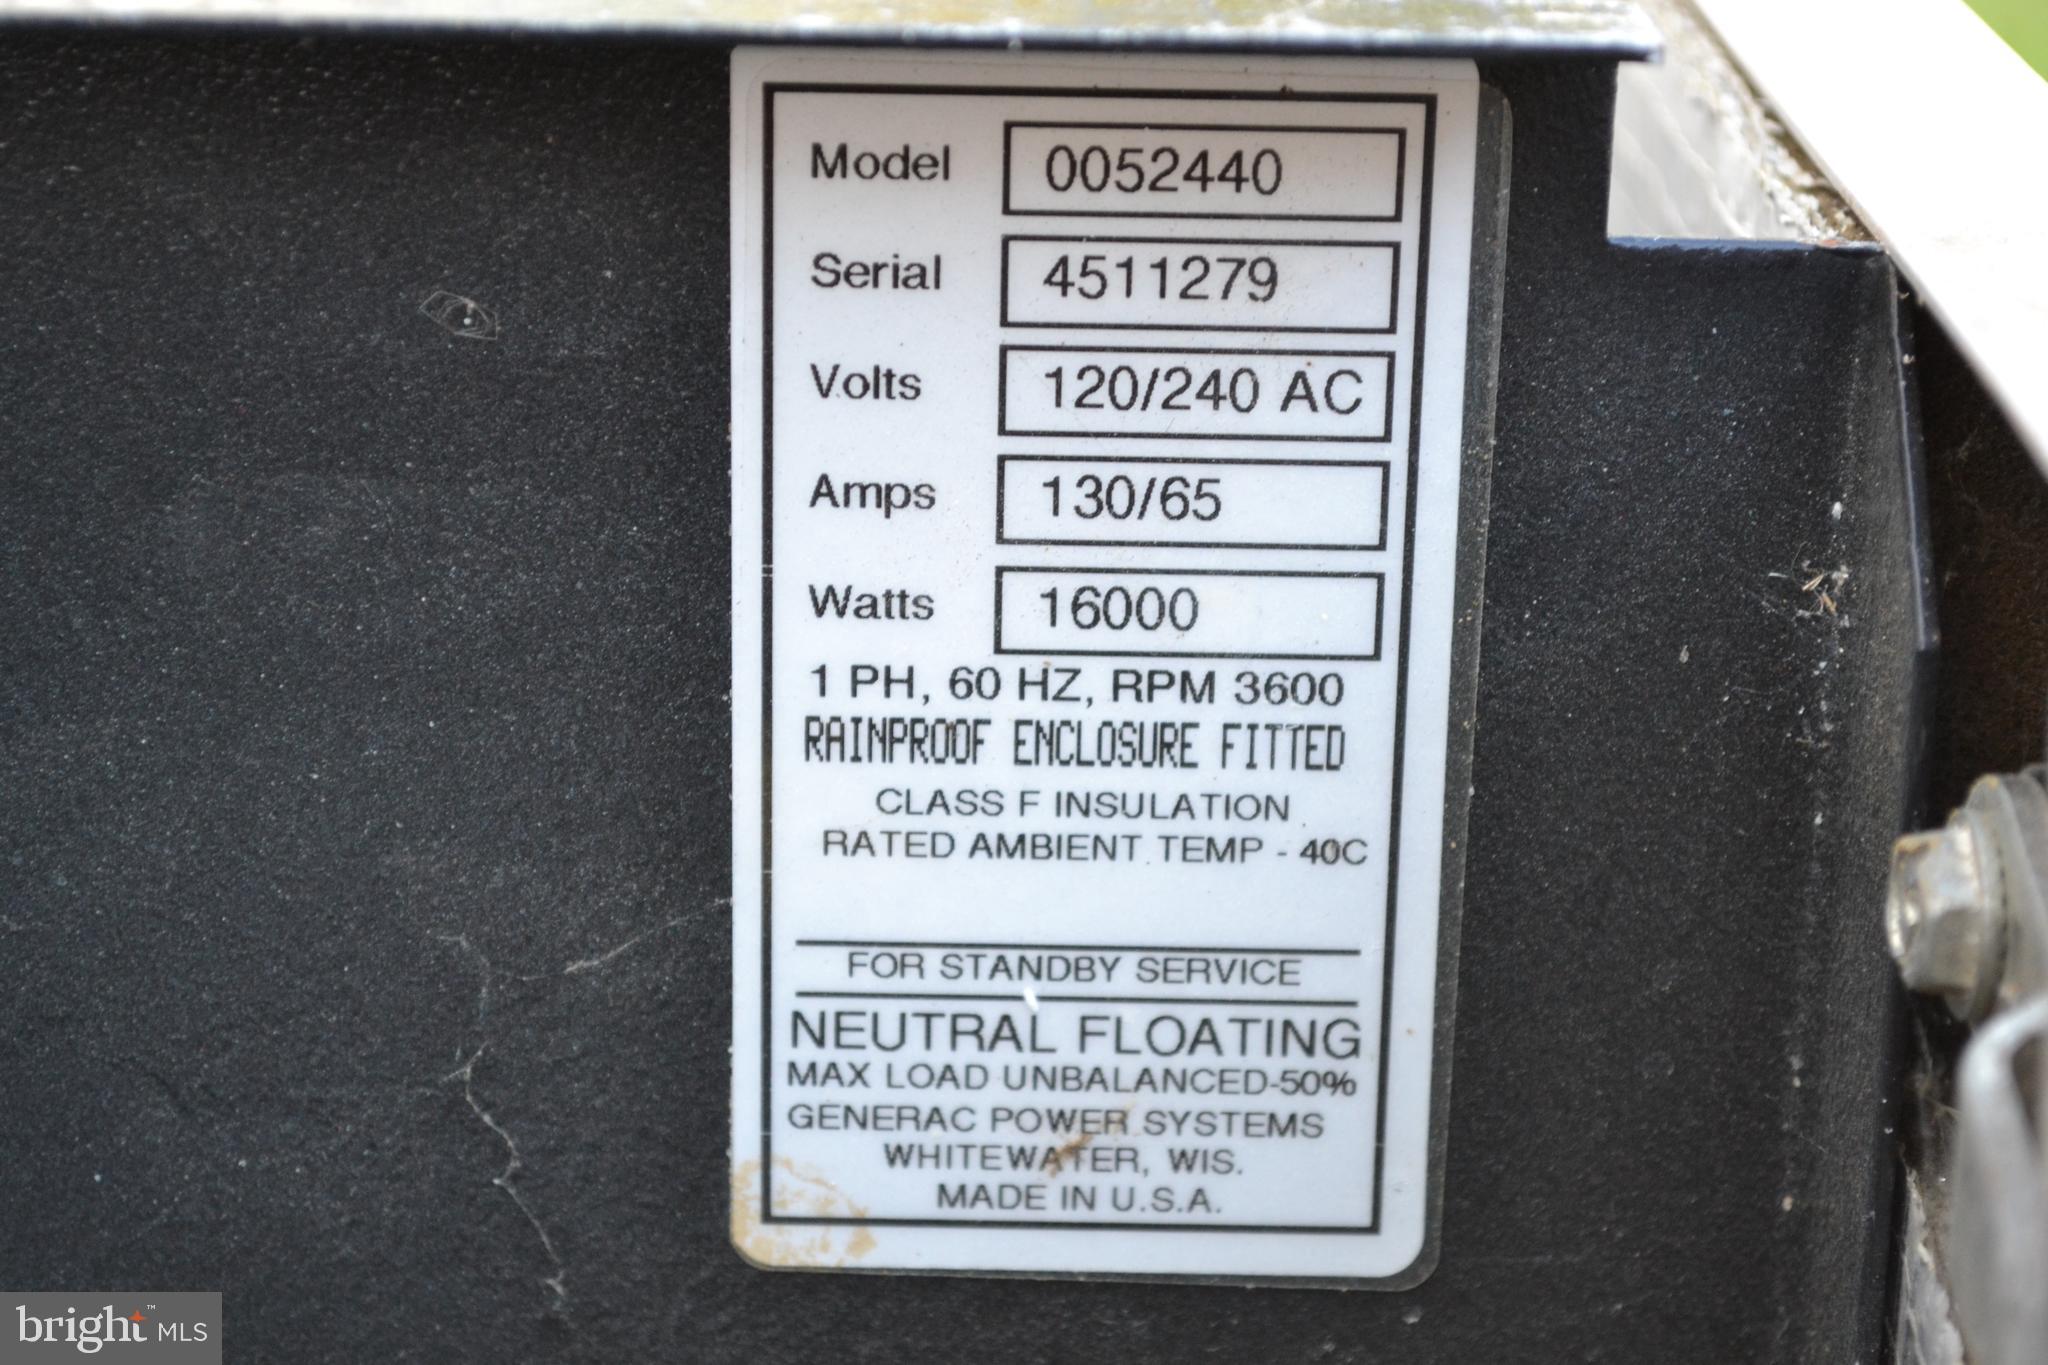 Model 0052440
Serial 4511279
Volts 120/240 AC
Amps 130/65
Watts 16000
1 PH, 60 HZ, RPM 3600
RAINPROOF ENCLOSURE FITTED
CLASS F INSULATION
RATED AMBIENT TEMP - 40C
FOR STANDBY SERVICE
NEUTRAL FLOATING
MAX LOAD UNBALANCED-50%
GENERAC POWER SYSTEMS
WHITEWATER, WIS.
MADE IN U.S.A.
bright™ MLS